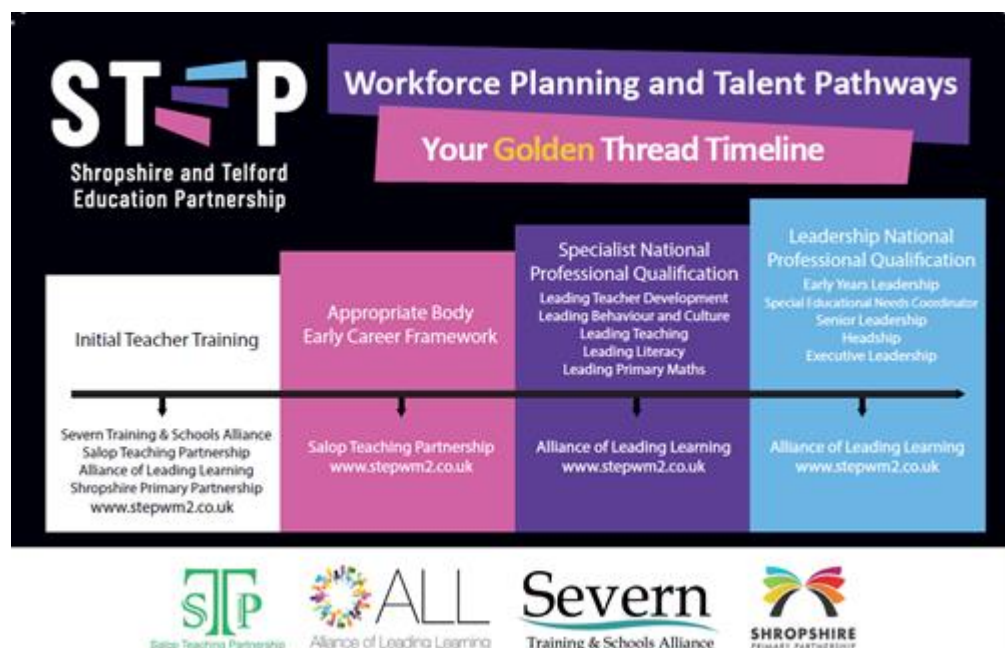 STEP
Shropshire and Telford
Education Partnership
Workforce Planning and Talent Pathways
Your Golden Thread Timeline
Initial Teacher Training
Severn Training & Schools Alliance
Salop Teaching Partnership
Alliance of Leading Learning
Shropshire Primary Partnership
www.stepwm2.co.uk
Appropriate Body
Early Career Framework
Salop Teaching Partnership
www.stepwm2.co.uk
Specialist National
Professional Qualification
Leading Teacher Development
Leading Behaviour and Culture
Leading Teaching
Leading Literacy
Leading Primary Maths
Alliance of Leading Learning
www.stepwm2.co.uk
Leadership National
Professional Qualification
Early Years Leadership
Special Educational Needs Coordinator
Senior Leadership
Headship
Executive Leadership
Alliance of Leading Learning
www.stepwm2.co.uk
STP
Salop Teaching Partnership
ALL
Alliance of Leading Learning
Severn
Training & Schools Alliance
SHROPSHIRE
PRIMARY PARTNERSHIP